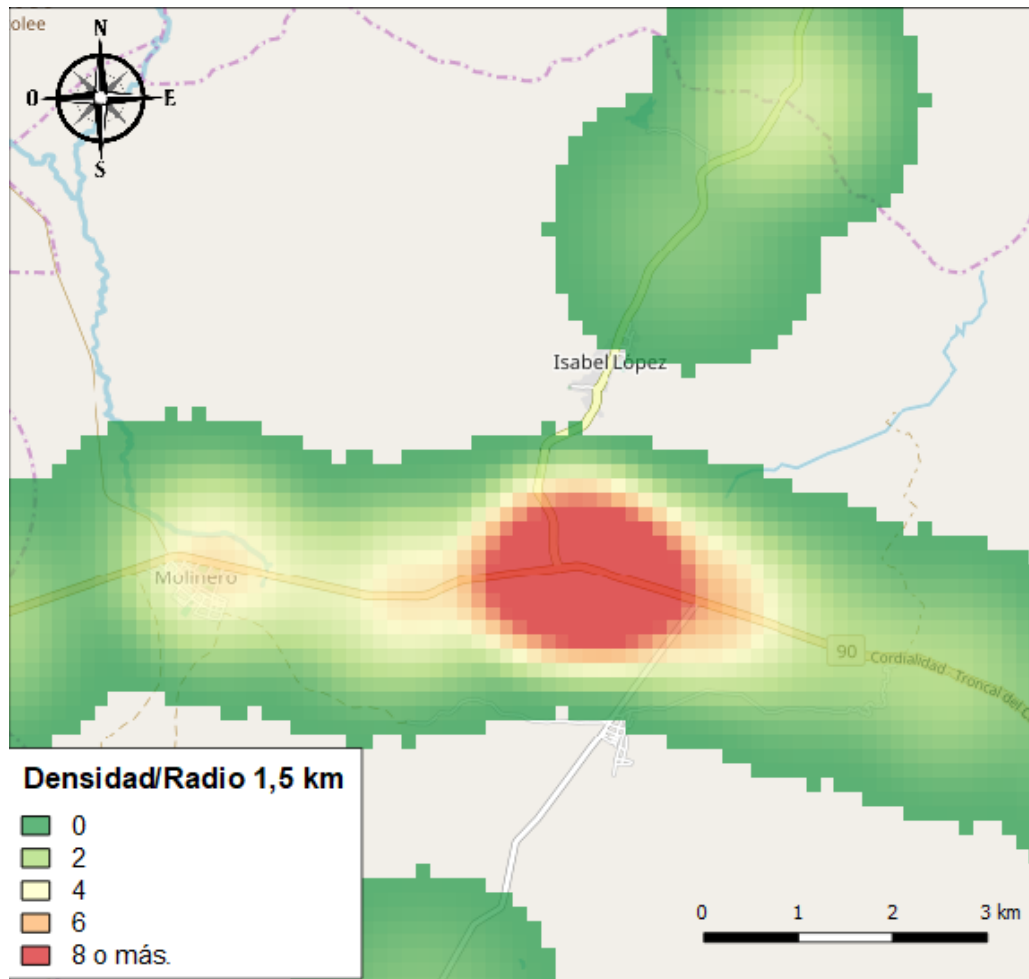 olee
N
O
E
S
Isabel López
Molinero
90
Cordialidad - Troncal del C
Densidad/Radio 1,5 km
0
2
4
6
8 o más.
0 1 2 3 km